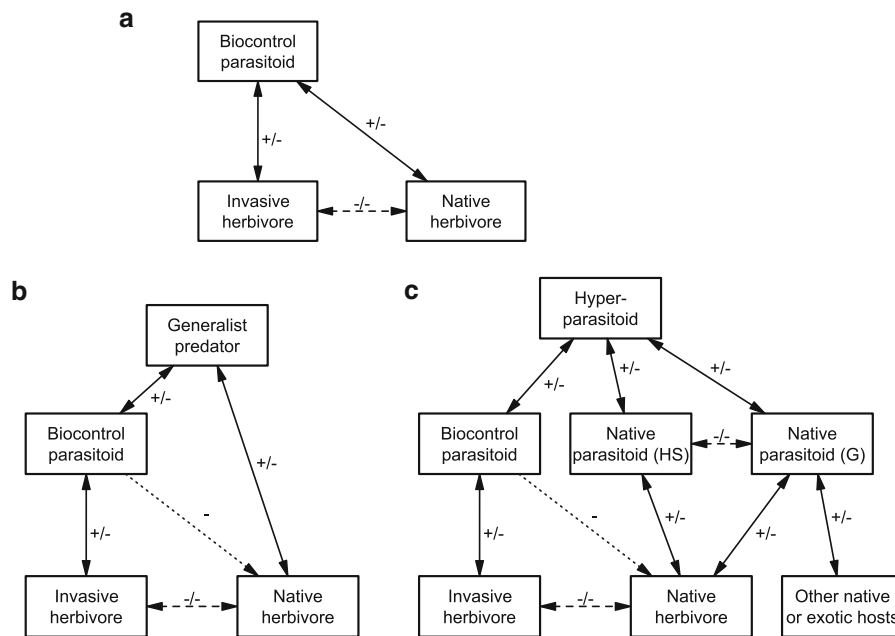 a
Biocontrol
parasitoid
+/-
+/-
Invasive
herbivore
-/-
Native
herbivore
b
Generalist
predator
+/-
Biocontrol
parasitoid
+/-
+/-
-
Invasive
herbivore
-/-
Native
herbivore
c
Hyper-
parasitoid
+/-
+/-
+/-
Biocontrol
parasitoid
Native
parasitoid (HS)
-/-
Native
parasitoid (G)
+/-
-
+/-
+/-
+/-
Invasive
herbivore
-/-
Native
herbivore
Other native
or exotic hosts